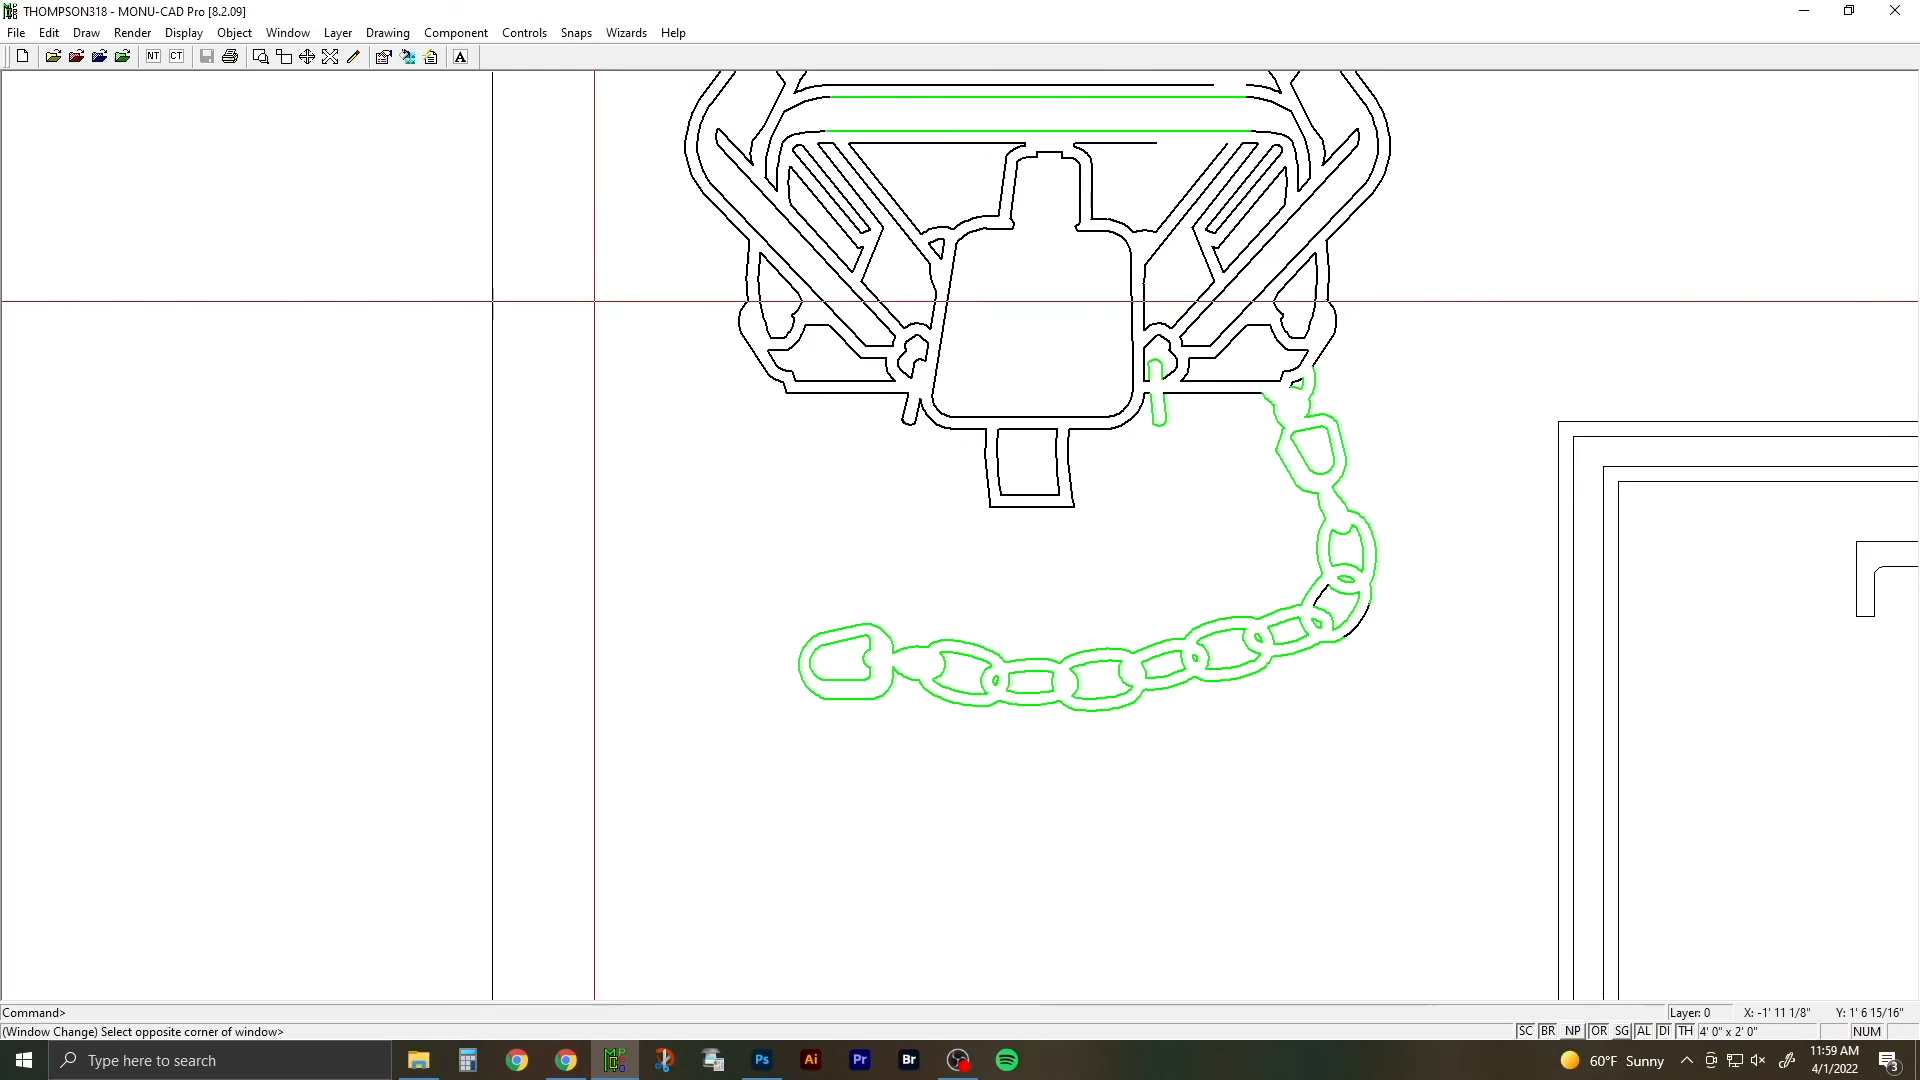 THOMPSON318 - MONU-CAD Pro [8.2.09]
File Edit Draw Render Display Object Window Layer Drawing Component Controls Snaps Wizards Help
NT CT A
Command>
Layer: 0 X: -1' 11 1/8" Y: 1' 6 15/16"
(Window Change) Select opposite corner of window>
SC BR NP OR SG AL DI TH 4' 0" x 2' 0" NUM
Type here to search
Ps Ai Pr Br
60°F Sunny
11:59 AM
4/1/2022
3